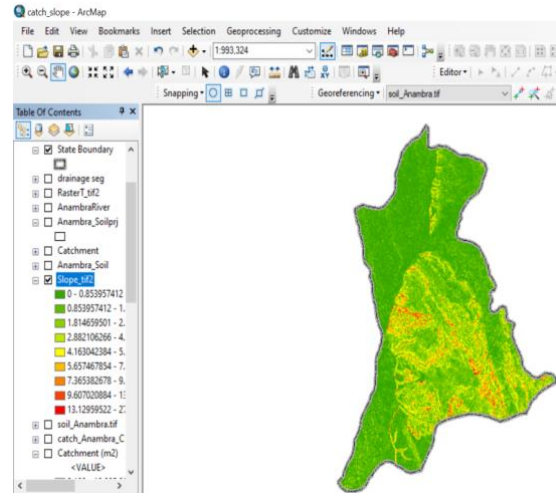 catch_slope - ArcMap
File Edit View Bookmarks Insert Selection Geoprocessing Customize Windows Help
1:993,324
Editor
Snapping Georeferencing soil_Anambra.tif
Table Of Contents
State Boundary
drainage seg
RasterT_tif2
AnambraRiver
Anambra_Soilprj
Catchment
Anambra_Soil
Slope_tif2
0 - 0.853957412
0.853957412 - 1.
1.814659501 - 2.
2.882106266 - 4.
4.163042384 - 5.
5.657467854 - 7.
7.365382678 - 9.
9.607020884 - 13
13.12959522 - 27
soil_Anambra.tif
catch_Anambra_C
Catchment (m2)
<VALUE>